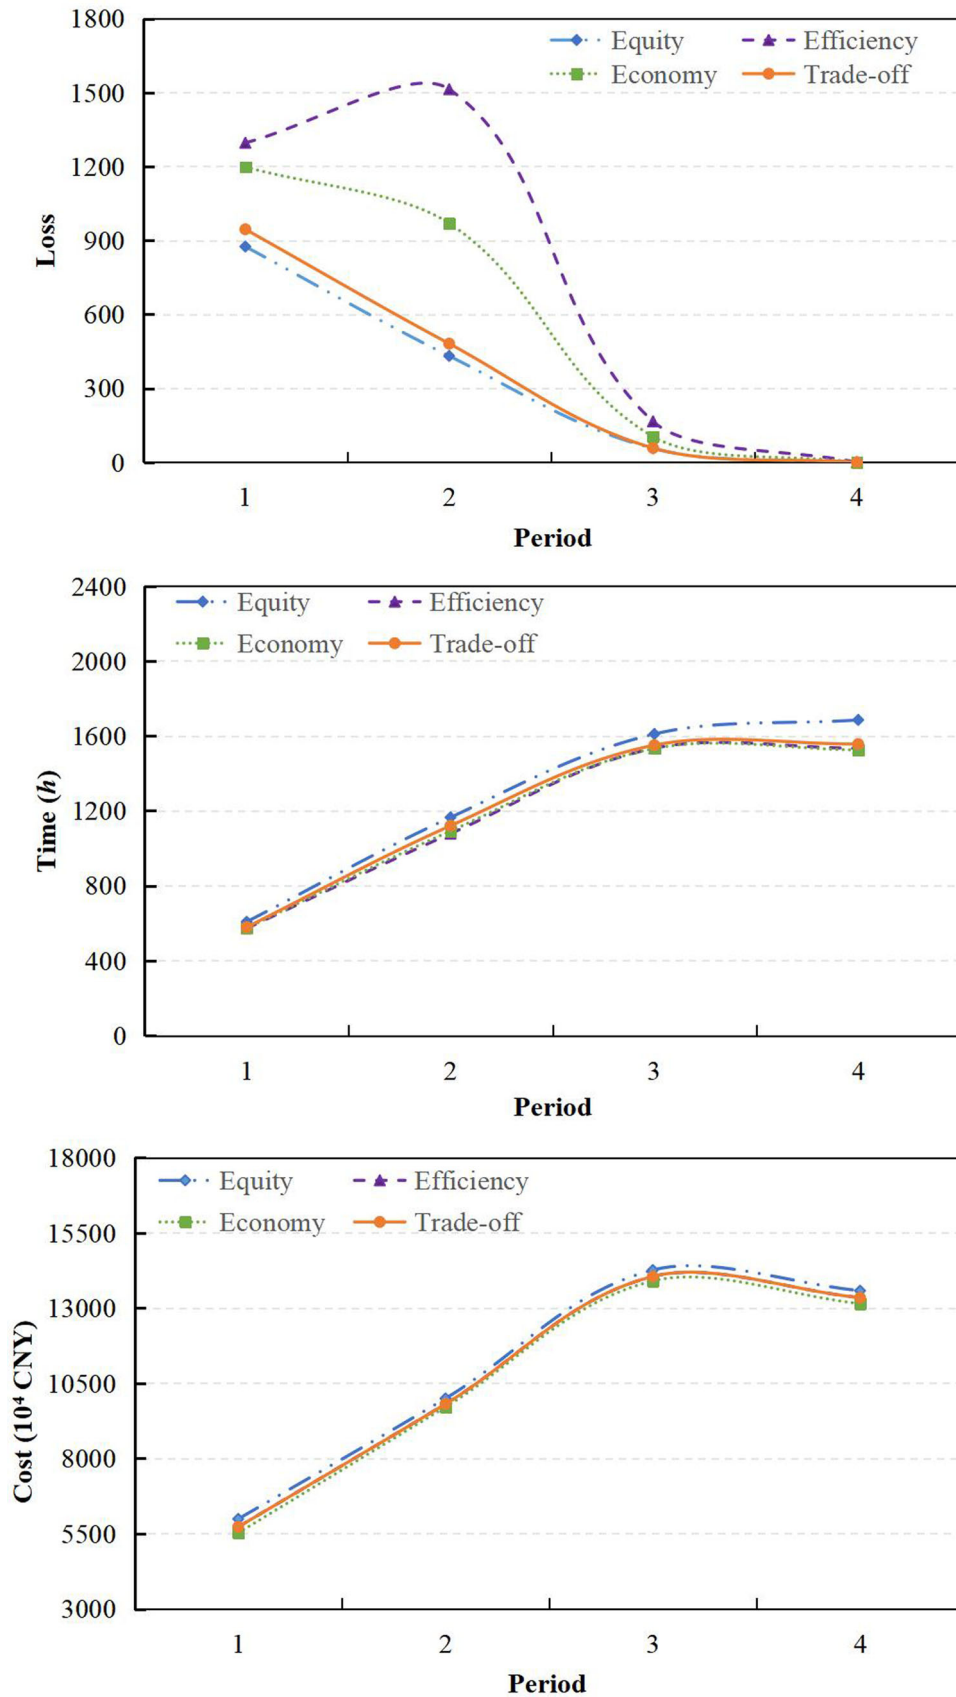 1800
Equity Efficiency
Economy Trade-off
1500
1200
900
600
300
0
Loss
1 2 3 4
Period
2400
Equity Efficiency
Economy Trade-off
2000
1600
1200
800
400
0
Time (h)
1 2 3 4
Period
18000
Equity Efficiency
Economy Trade-off
15500
13000
10500
8000
5500
3000
Cost (10⁴ CNY)
1 2 3 4
Period